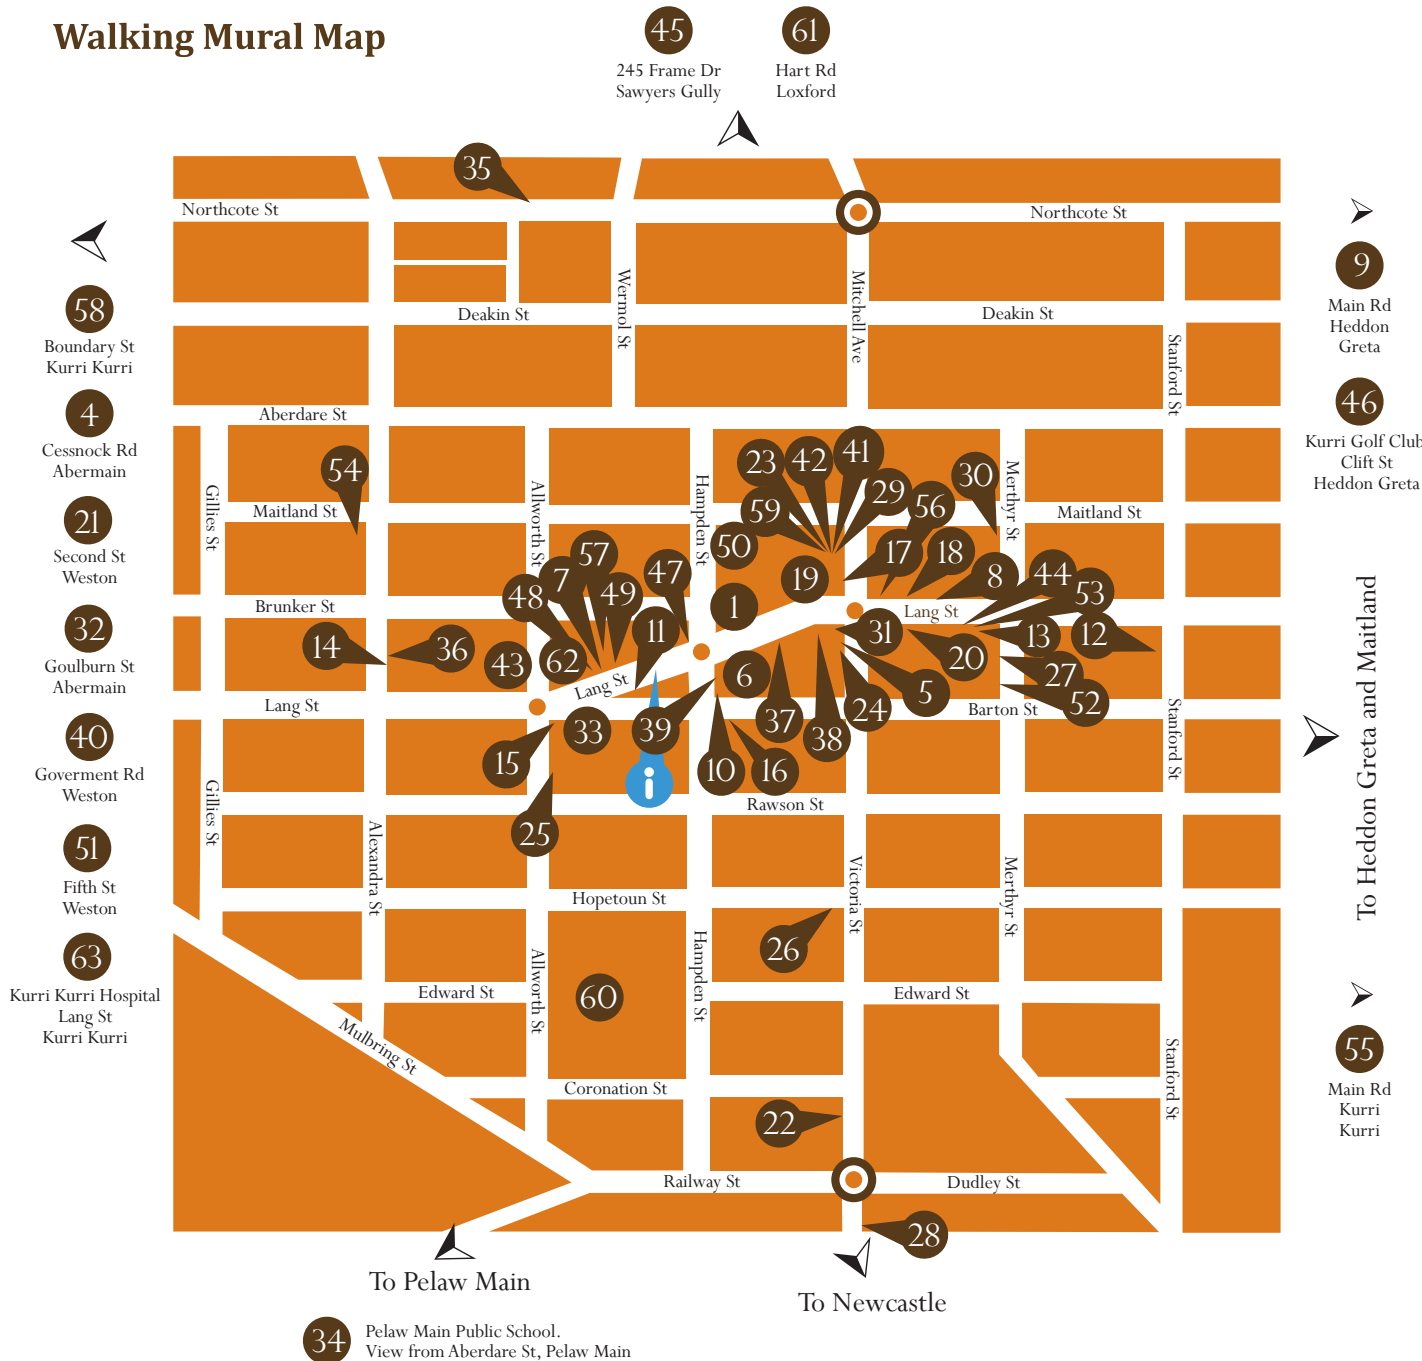 Walking Mural Map
45
245 Frame Dr
Sawyers Gully
61
Hart Rd
Loxford
35
Northcote St
Northcote St
58
Boundary St
Kurri Kurri
4
Cessnock Rd
Abermain
21
Second St
Weston
32
Goulburn St
Abermain
40
Goverment Rd
Weston
51
Fifth St
Weston
63
Kurri Kurri Hospital
Lang St
Kurri Kurri
9
Main Rd
Heddon
Greta
46
Kurri Golf Club
Clift St
Heddon Greta
To Heddon Greta and Maitland
55
Main Rd
Kurri
Kurri
Wermol St
Mitchell Ave
Deakin St
Deakin St
Stanford St
Aberdare St
54
Gillies St
Maitland St
Allworth St
Hampden St
23
42
41
29
59
50
56
30
Merthyr St
Maitland St
17
18
19
8
44
53
57
7
48
49
47
11
1
Brunker St
Lang St
14
36
43
62
31
20
13
12
Lang St
Lang St
6
5
27
52
33
39
37
38
24
Barton St
Stanford St
15
10
16
i
Rawson St
25
Gillies St
Alexandra St
Victoria St
Merthyr St
Hopetoun St
26
Allworth St
Hampden St
60
Edward St
Edward St
Mulbring St
Coronation St
Stanford St
22
Railway St
Dudley St
28
To Pelaw Main
To Newcastle
34
Pelaw Main Public School.
View from Aberdare St, Pelaw Main